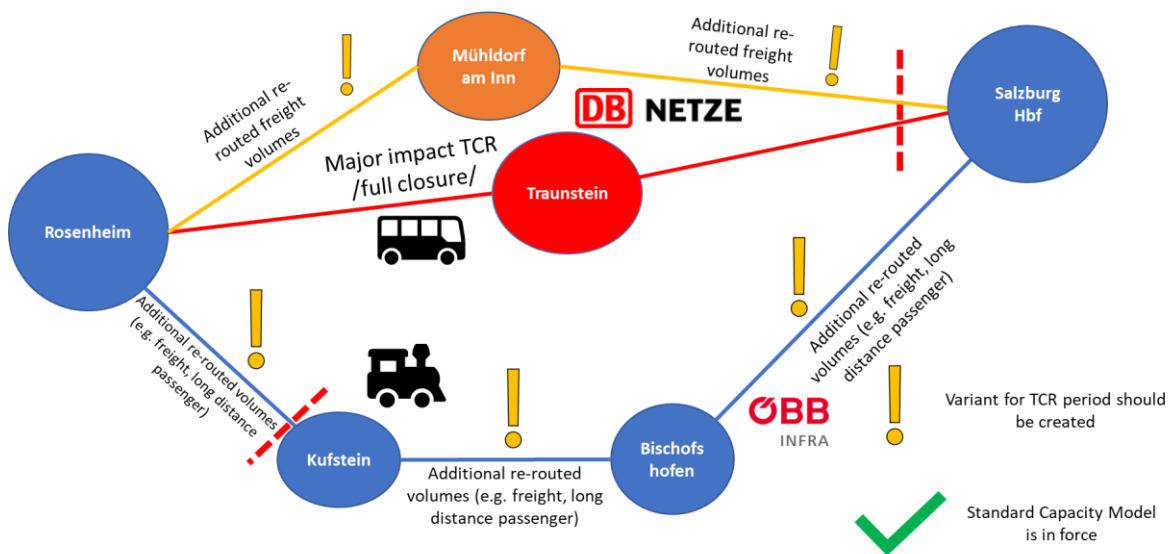 Additional re-
routed freight
volumes
Mühldorf
am Inn
Additional re-
routed freight
volumes
Salzburg
Hbf
DB NETZE
Major impact TCR
/full closure/
Traunstein
Rosenheim
Additional re-routed volumes
(e.g. freight, long distance
passenger)
Kufstein
Additional re-routed
volumes (e.g. freight, long
distance passenger)
Bischofs
hofen
Additional re-routed
volumes (e.g. freight, long
distance passenger)
ÖBB
INFRA
Variant for TCR period should
be created
Standard Capacity Model
is in force